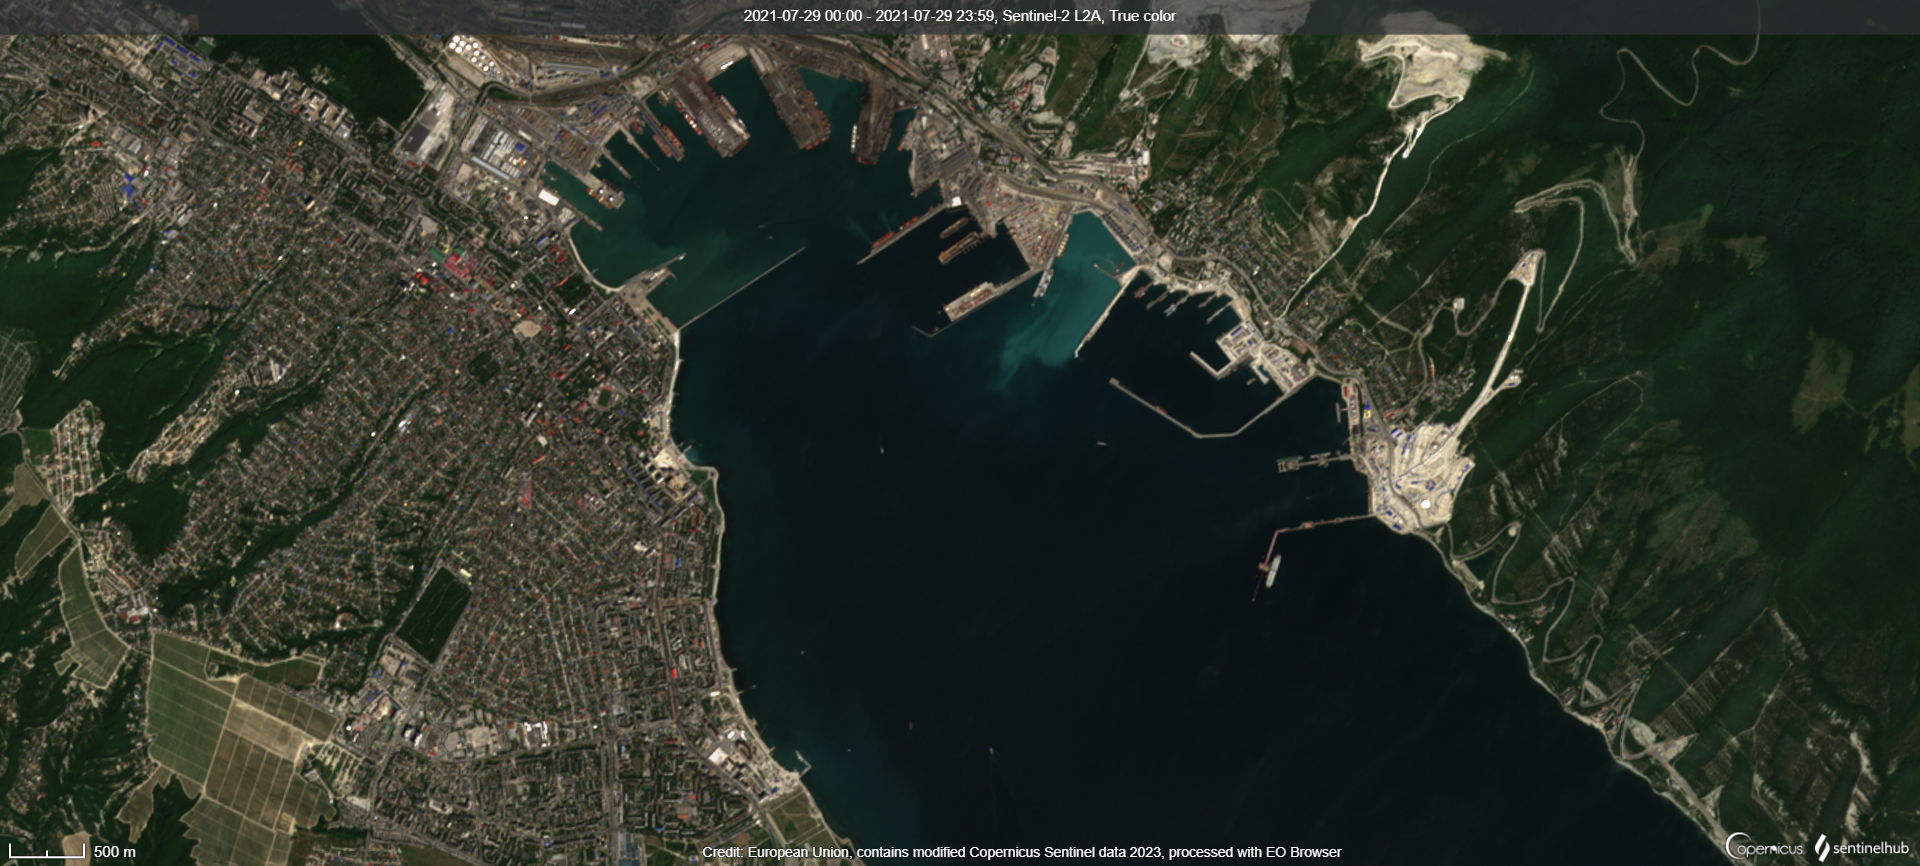 2021-07-29 00:00 - 2021-07-29 23:59, Sentinel-2 L2A, True color
500 m
Credit: European Union, contains modified Copernicus Sentinel data 2023, processed with EO Browser
Copernicus
sentinelhub